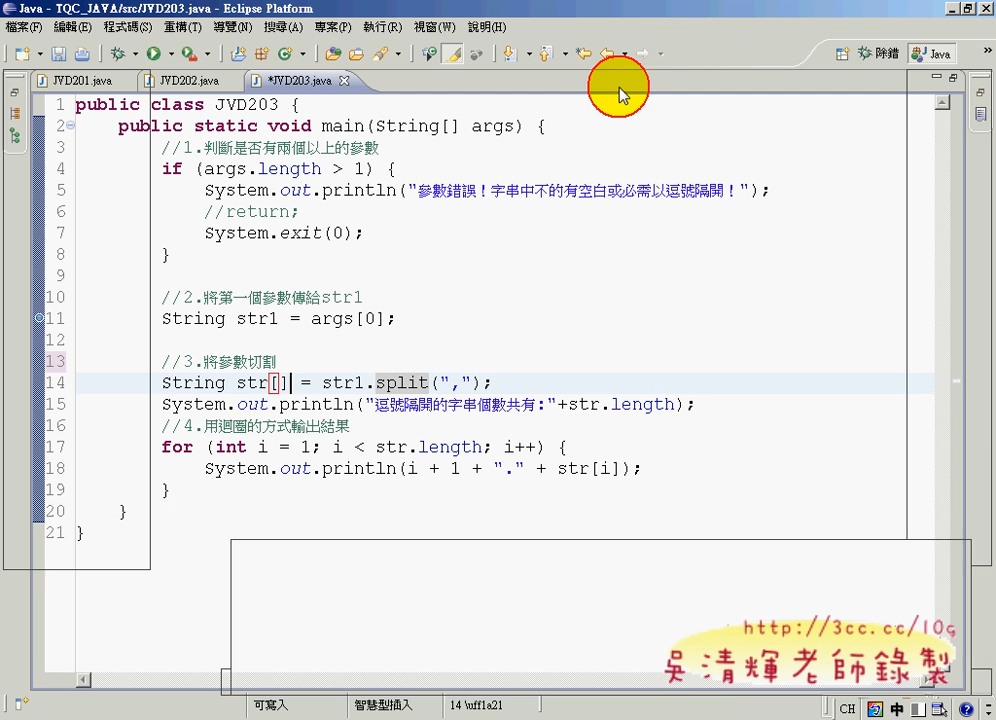 Java - TQC_JAVA/src/JVD203.java - Eclipse Platform
檔案(F) 編輯(E) 程式碼(S) 重構(T) 導覽(N) 搜尋(A) 專案(P) 執行(R) 視窗(W) 說明(H)
除錯 Java
JVD201.java JVD202.java *JVD203.java
1 public class JVD203 {
2 public static void main(String[] args) {
3 //1.判斷是否有兩個以上的參數
4 if (args.length > 1) {
5 System.out.println("參數錯誤！字串中不的有空白或必需以逗號隔開！");
6 //return;
7 System.exit(0);
8 }
9
10 //2.將第一個參數傳給str1
11 String str1 = args[0];
12
13 //3.將參數切割
14 String str[] = str1.split(",");
15 System.out.println("逗號隔開的字串個數共有:"+str.length);
16 //4.用迴圈的方式輸出結果
17 for (int i = 1; i < str.length; i++) {
18 System.out.println(i + 1 + "." + str[i]);
19 }
20 }
21 }
http://3cc.cc/10g
吳清輝老師錄製
可寫入 智慧型插入 14 \uff1a21
CH 中